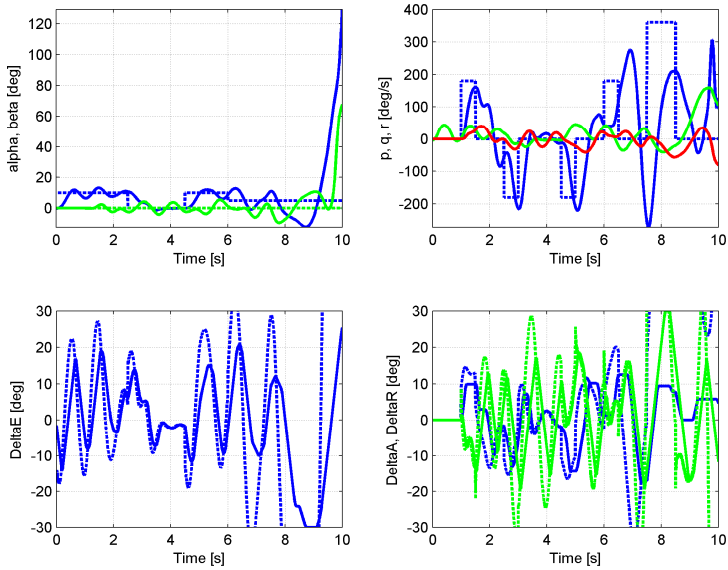 120
100
80
60
40
20
0
alpha, beta [deg]
0 2 4 6 8 10
Time [s]
400
300
200
100
0
-100
-200
p, q, r [deg/s]
0 2 4 6 8 10
Time [s]
30
20
10
0
-10
-20
-30
DeltaE [deg]
0 2 4 6 8 10
Time [s]
30
20
10
0
-10
-20
-30
DeltaA, DeltaR [deg]
0 2 4 6 8 10
Time [s]